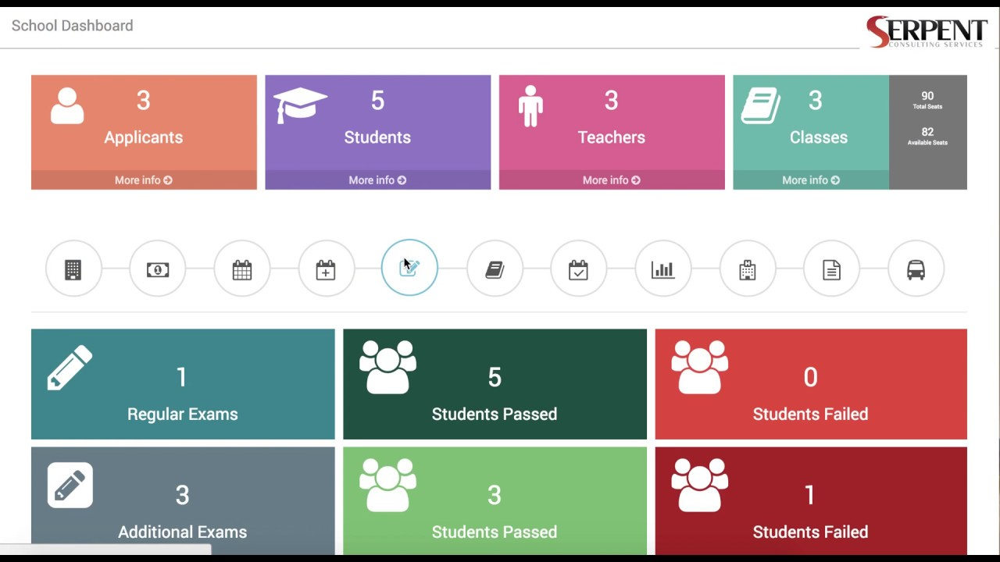 School Dashboard
SERPENT
CONSULTING SERVICES
3
Applicants
More info
5
Students
More info
3
Teachers
More info
3
Classes
More info
90
Total Seats
82
Available Seats
1
1
Regular Exams
5
Students Passed
0
Students Failed
3
Additional Exams
3
Students Passed
1
Students Failed